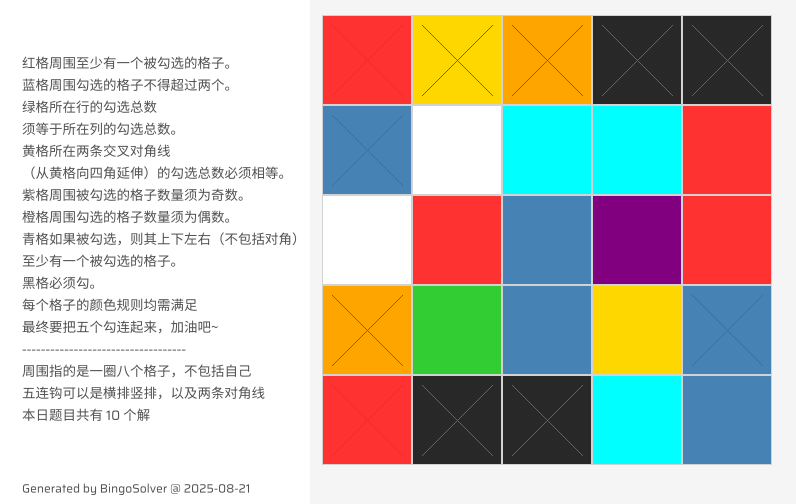 红格周围至少有一个被勾选的格子。
蓝格周围勾选的格子不得超过两个。
绿格所在行的勾选总数
须等于所在列的勾选总数。
黄格所在两条交叉对角线
（从黄格向四角延伸）的勾选总数必须相等。
紫格周围被勾选的格子数量须为奇数。
橙格周围勾选的格子数量须为偶数。
青格如果被勾选，则其上下左右（不包括对角）
至少有一个被勾选的格子。
黑格必须勾。
每个格子的颜色规则均需满足
最终要把五个勾连起来，加油吧~
----------------------------------
周围指的是一圈八个格子，不包括自己
五连钩可以是横排竖排，以及两条对角线
本日题目共有 10 个解
Generated by BingoSolver @ 2025-08-21